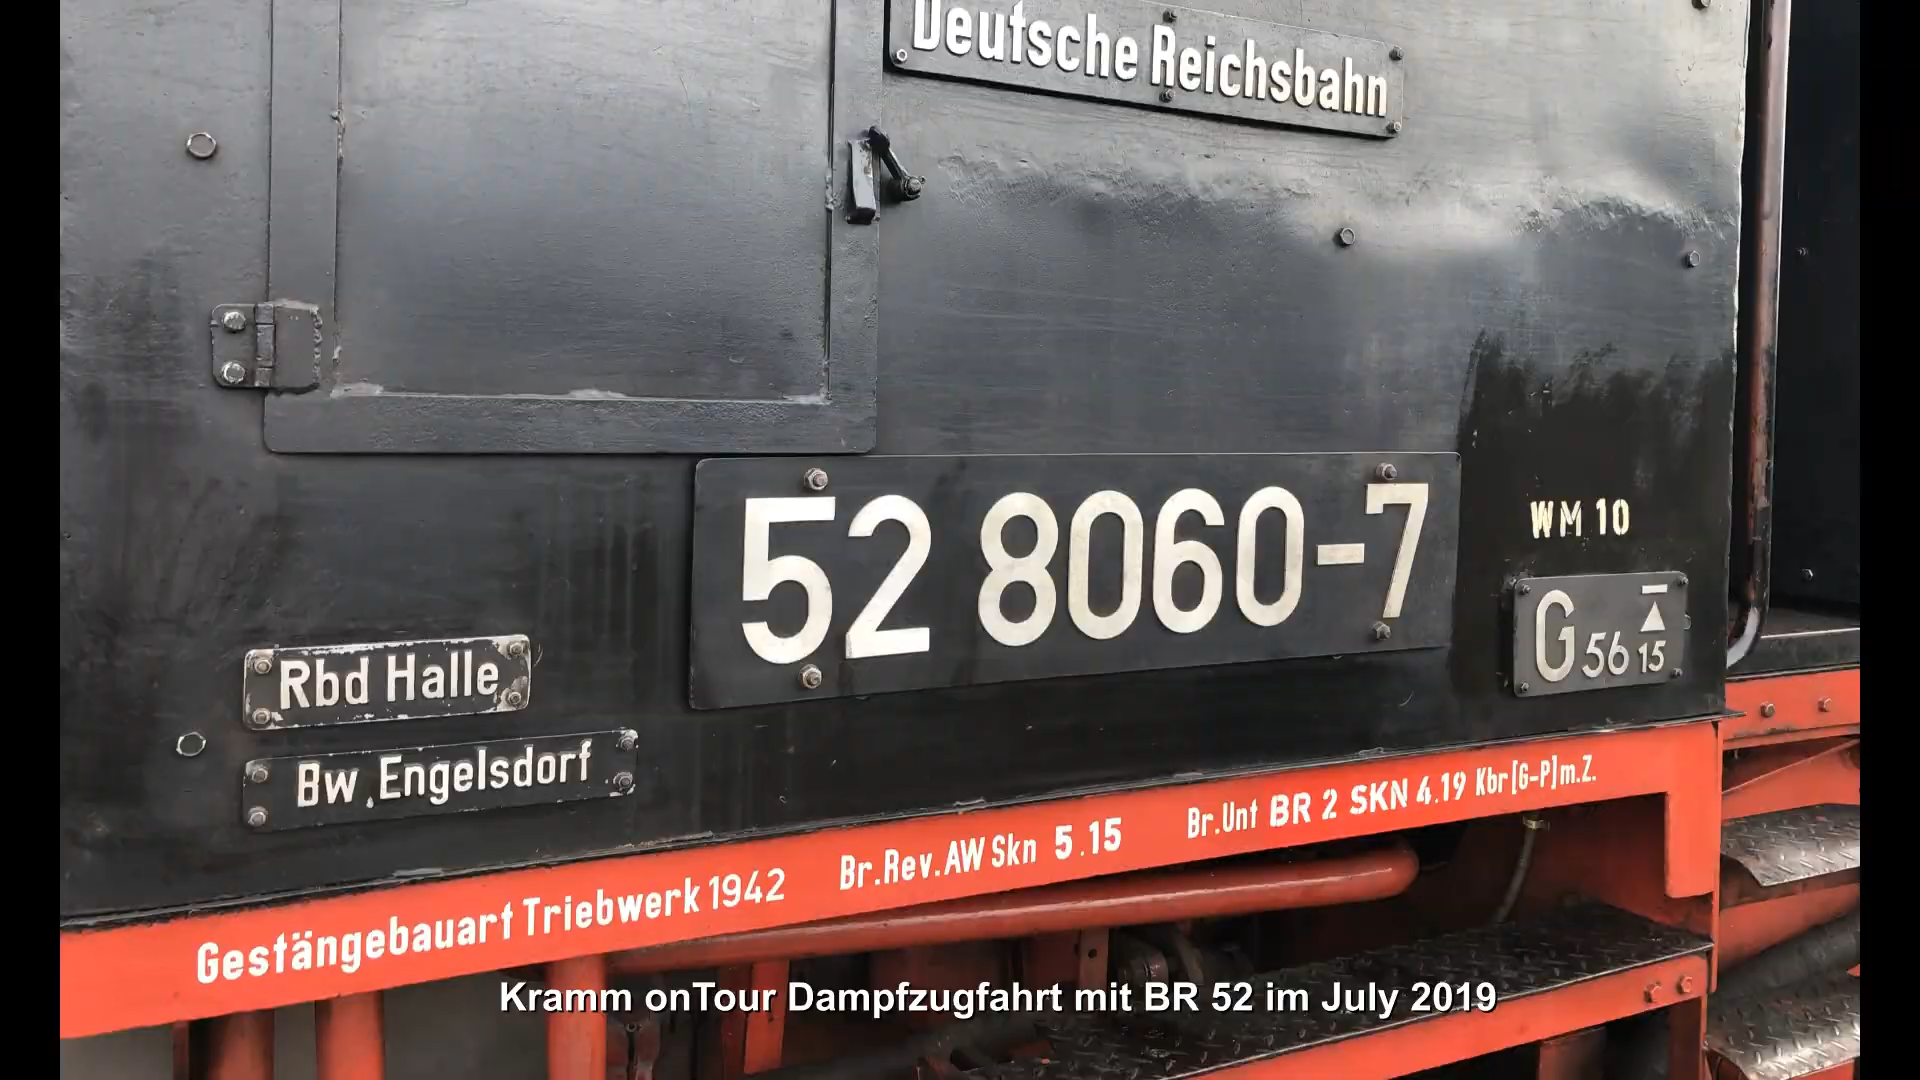 Deutsche Reichsbahn
52 8060-7
WM 10
G 56 15
Rbd Halle
Bw Engelsdorf
Gestängebauart Triebwerk 1942 Br.Rev.AW Skn 5.15 Br.Unt BR 2 SKN 4.19 Kbr[G-P]m.Z.
Kramm onTour Dampfzugfahrt mit BR 52 im July 2019